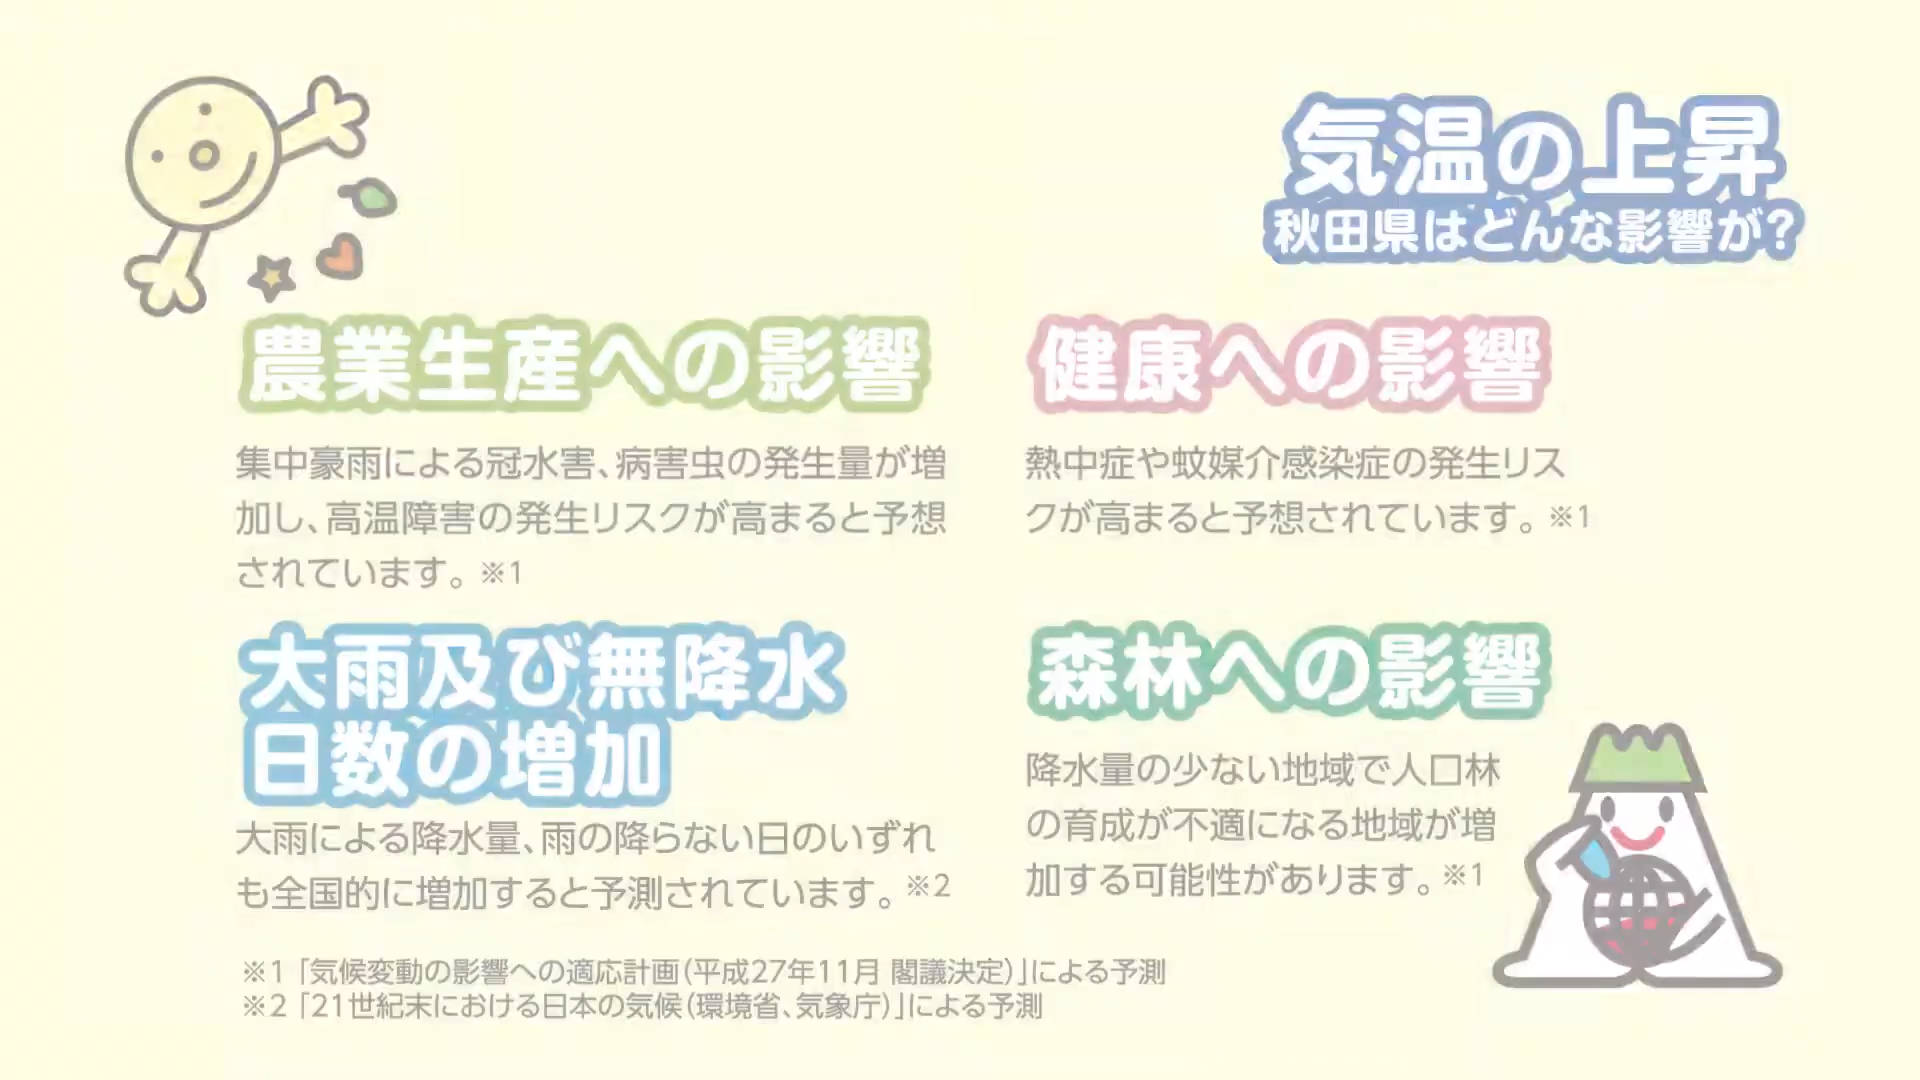 気温の上昇
秋田県はどんな影響が?
農業生産への影響
集中豪雨による冠水害、病害虫の発生量が増
加し、高温障害の発生リスクが高まると予想
されています。※1
健康への影響
熱中症や蚊媒介感染症の発生リス
クが高まると予想されています。※1
大雨及び無降水
日数の増加
大雨による降水量、雨の降らない日のいずれ
も全国的に増加すると予測されています。※2
森林への影響
降水量の少ない地域で人口林
の育成が不適になる地域が増
加する可能性があります。※1
※1「気候変動の影響への適応計画(平成27年11月 閣議決定)」による予測
※2「21世紀末における日本の気候(環境省、気象庁)」による予測